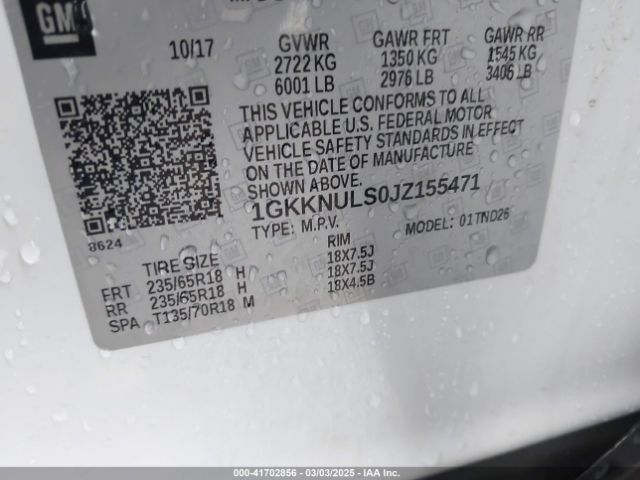 GM
10/17 GVWR GAWR FRT GAWR RR
2722 KG 1350 KG 1545 KG
6001 LB 2976 LB 3406 LB
THIS VEHICLE CONFORMS TO ALL
APPLICABLE U.S. FEDERAL MOTOR
VEHICLE SAFETY STANDARDS IN EFFECT
ON THE DATE OF MANUFACTURE
SHOWN ABOVE.
1GKKNULS0JZ155471
TYPE: M.P.V. MODEL: 01TND26
8624
TIRE SIZE RIM
FRT 235/65R18 H 18X7.5J
RR 235/65R18 H 18X7.5J
SPA T135/70R18 M 18X4.5B
000-41702856 - 03/03/2025 - IAA Inc.